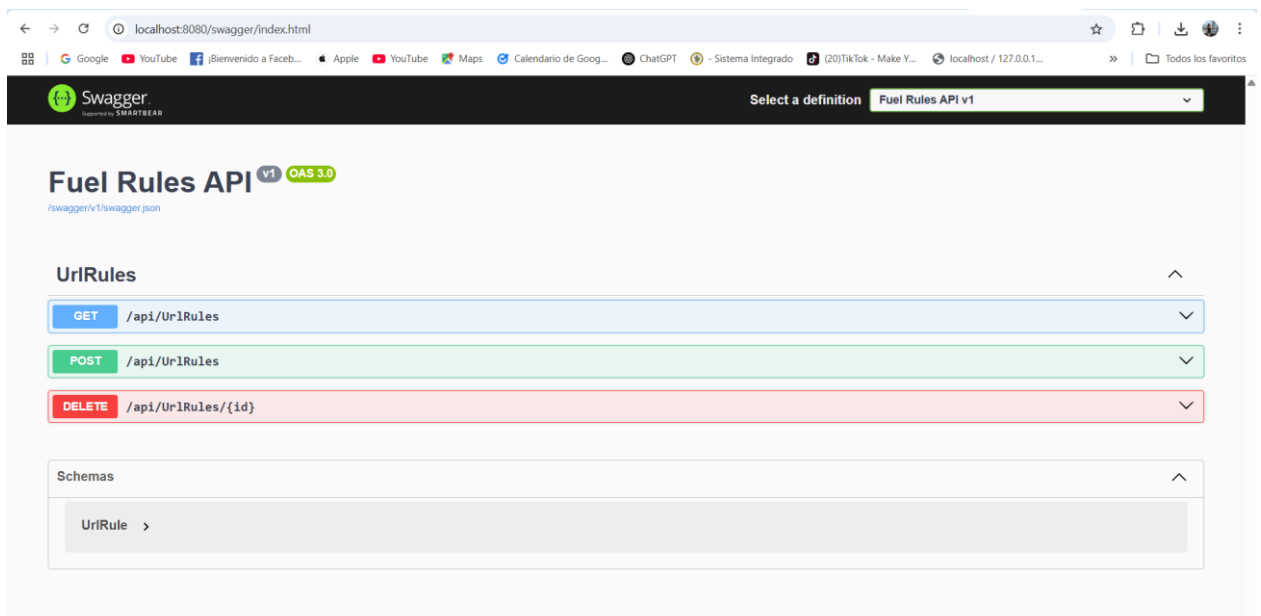 localhost:8080/swagger/index.html
Google YouTube ¡Bienvenido a Faceb... Apple YouTube Maps Calendario de Goog... ChatGPT - Sistema Integrado (20)TikTok - Make Y... localhost / 127.0.0.1... » Todos los favoritos
Swagger. Select a definition Fuel Rules API v1
Supported by SMARTBEAR
Fuel Rules API v1 OAS 3.0
/swagger/v1/swagger.json
UrlRules
GET /api/UrlRules
POST /api/UrlRules
DELETE /api/UrlRules/{id}
Schemas
UrlRule